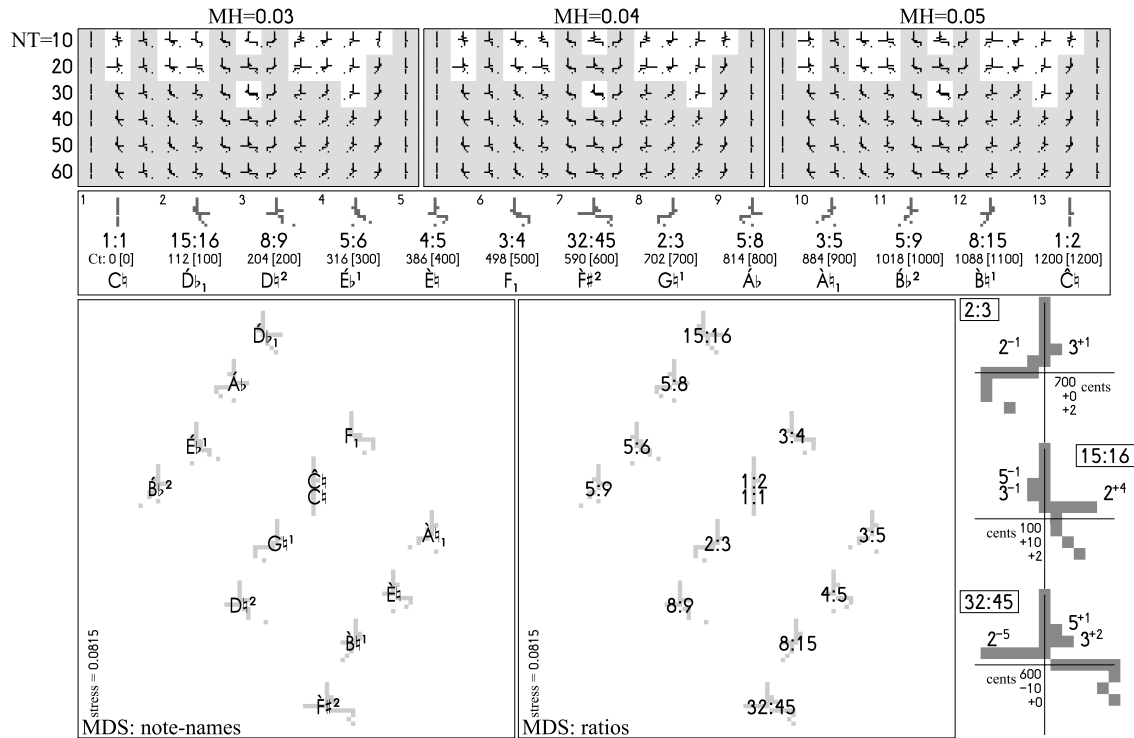 MH=0.03 MH=0.04 MH=0.05
NT=10
20
30
40
50
60
1 2 3 4 5 6 7 8 9 10 11 12 13
1:1 15:16 8:9 5:6 4:5 3:4 32:45 2:3 5:8 3:5 5:9 8:15 1:2
Ct: 0 [0] 112 [100] 204 [200] 316 [300] 386 [400] 498 [500] 590 [600] 702 [700] 814 [800] 884 [900] 1018 [1000] 1088 [1100] 1200 [1200]
C♮ D́♭₁ D♮² É♭¹ È♮ F₁ F̀♯² G♮¹ Á♭ À♮₁ B́♭² B̀♮¹ Ĉ♮
D́♭₁
Á♭
É♭¹
F₁
B́♭²
Ĉ♮
C♮
G♮¹
À♮₁
D♮²
È♮
B̀♮¹
F̀♯²
stress = 0.0815
MDS: note-names
15:16
5:8
5:6
3:4
5:9
1:2
1:1
2:3
3:5
8:9
4:5
8:15
32:45
stress = 0.0815
MDS: ratios
2:3
2⁻¹ 3⁺¹
700 cents
+0
+2
15:16
5⁻¹
3⁻¹ 2⁺⁴
cents 100
+10
+2
32:45
5⁺¹
2⁻⁵ 3⁺²
cents 600
-10
+0